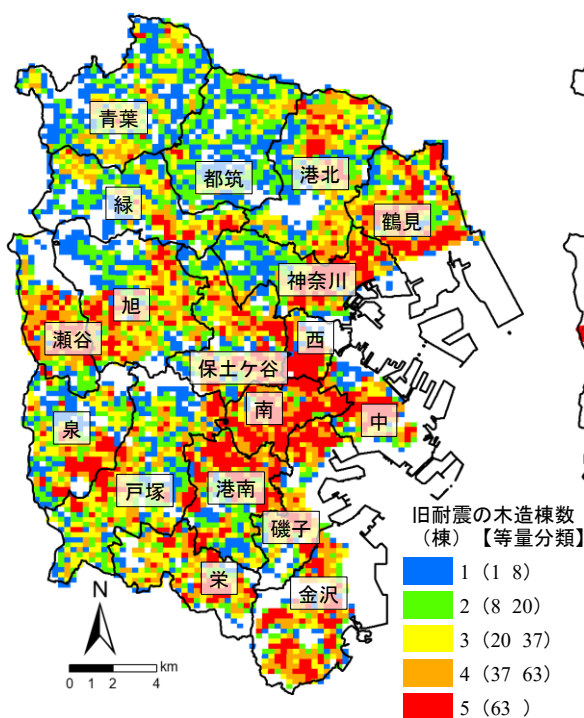 青葉
都筑
港北
緑
鶴見
神奈川
旭
瀬谷
西
保土ケ谷
南
中
泉
戸塚
港南
磯子
栄
金沢
旧耐震の木造棟数
(棟)【等量分類】
1 (1 8)
2 (8 20)
3 (20 37)
4 (37 63)
5 (63 )
N
km
0 1 2 4